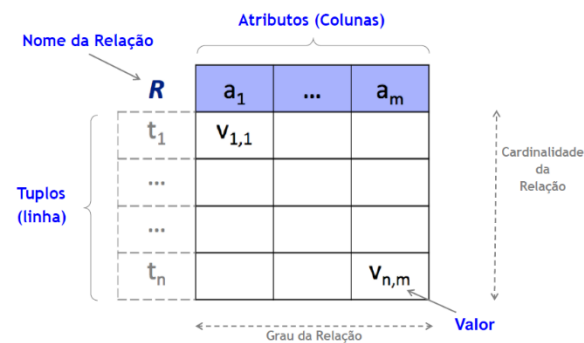 Atributos (Colunas)
Nome da Relação
R a1 ... am
t1 v1,1
...
...
tn vn,m
Tuplos
(linha)
Cardinalidade
da
Relação
Valor
Grau da Relação